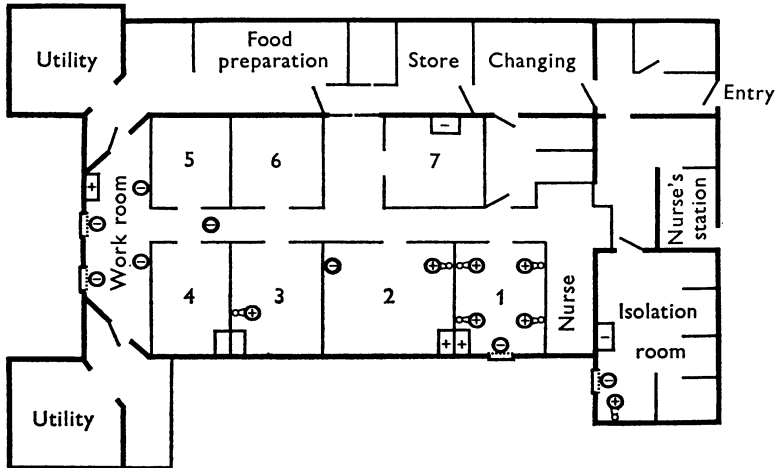 Utility
Food
preparation
Store
Changing
Entry
5
6
7
Work room
Nurse's
station
4
3
2
1
Nurse
Isolation
room
Utility